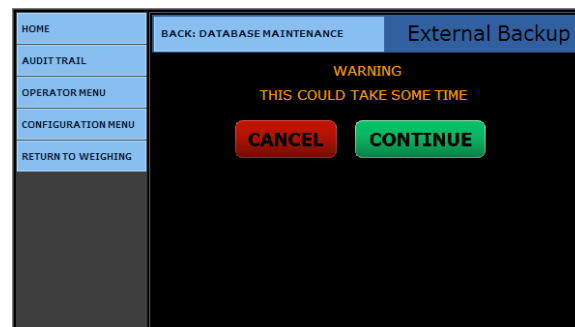 HOME
AUDIT TRAIL
OPERATOR MENU
CONFIGURATION MENU
RETURN TO WEIGHING
BACK: DATABASE MAINTENANCE
External Backup
WARNING
THIS COULD TAKE SOME TIME
CANCEL
CONTINUE